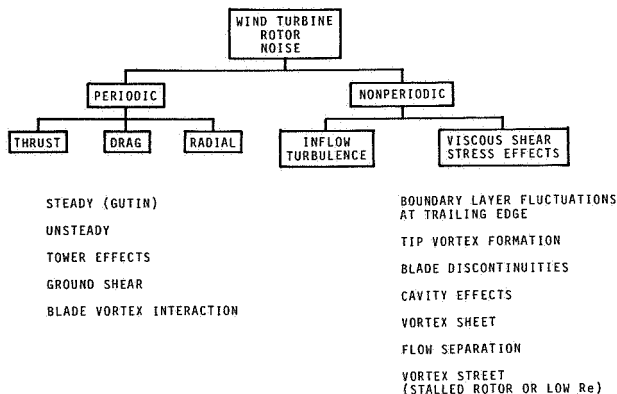 WIND TURBINE
ROTOR
NOISE
PERIODIC
NONPERIODIC
THRUST
DRAG
RADIAL
INFLOW
TURBULENCE
VISCOUS SHEAR
STRESS EFFECTS
STEADY (GUTIN)
UNSTEADY
TOWER EFFECTS
GROUND SHEAR
BLADE VORTEX INTERACTION
BOUNDARY LAYER FLUCTUATIONS
AT TRAILING EDGE
TIP VORTEX FORMATION
BLADE DISCONTINUITIES
CAVITY EFFECTS
VORTEX SHEET
FLOW SEPARATION
VORTEX STREET
(STALLED ROTOR OR LOW Re)